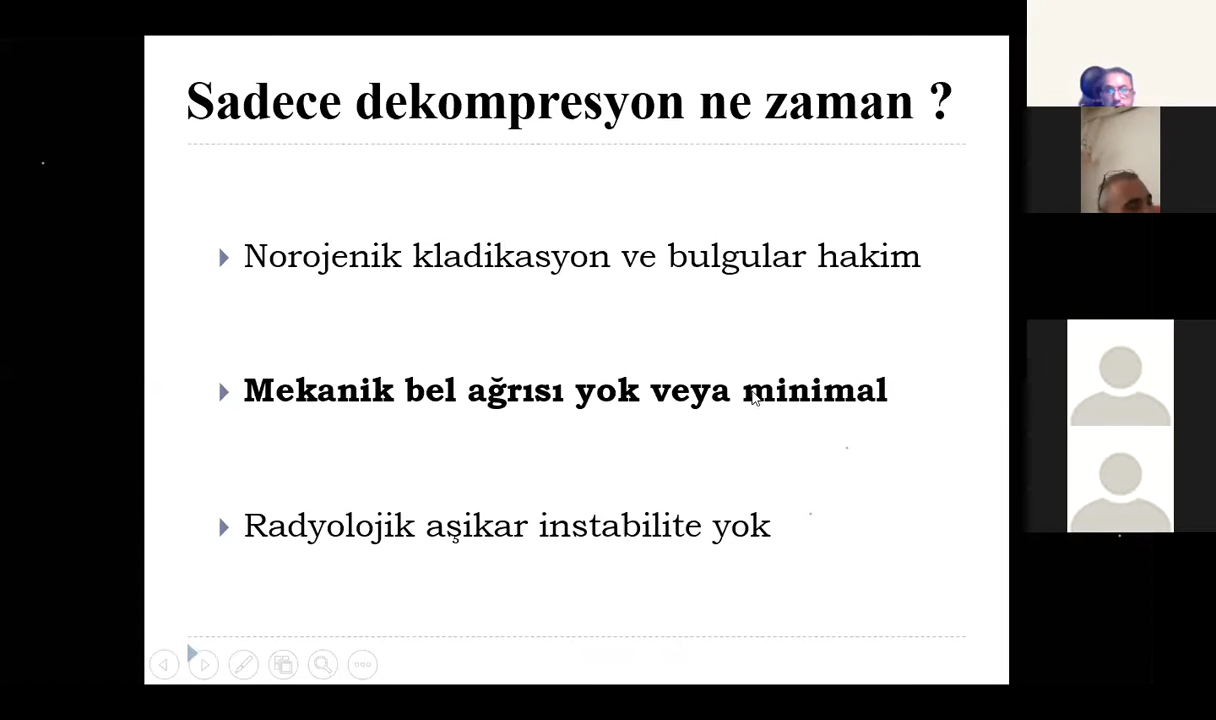 Sadece dekompresyon ne zaman ?
Norojenik kladikasyon ve bulgular hakim
Mekanik bel ağrısı yok veya minimal
Radyolojik aşikar instabilite yok